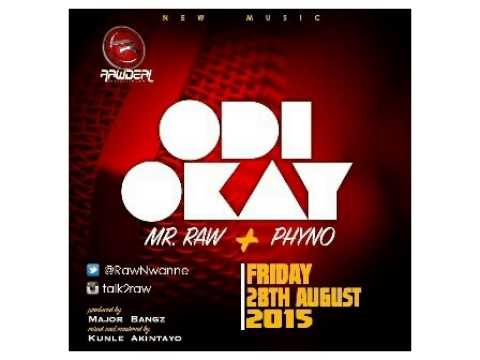 NEW MUSIC
RAWDEAL
ODI
OKAY
MR. RAW + PHYNO
@RawNwanne
talk2raw
FRIDAY
28TH AUGUST
2015
produced by
MAJOR BANGZ
mixed and mastered by
KUNLE AKINTAYO